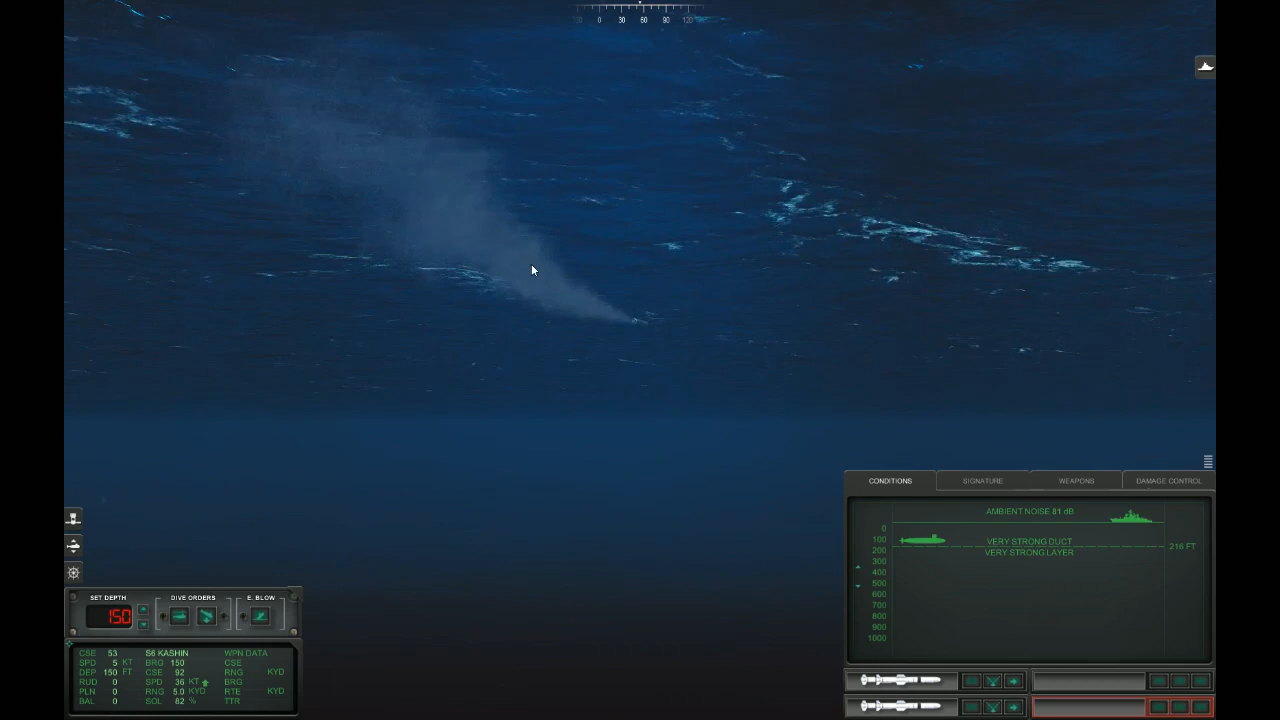 0 30 60 90 120
CONDITIONS SIGNATURE WEAPONS DAMAGE CONTROL
AMBIENT NOISE 81 dB
0
100
200
300
400
500
600
700
800
900
1000
VERY STRONG DUCT
VERY STRONG LAYER
216 FT
SET DEPTH DIVE ORDERS E. BLOW
150
CSE 53 S6 KASHIN WPN DATA
SPD 5 KT BRG 150 CSE
DEP 150 FT CSE 92 RNG KYD
RUD 0 SPD 36 KT BRG
PLN 0 RNG 5.0 KYD RTE KYD
BAL 0 SOL 82 % TTR